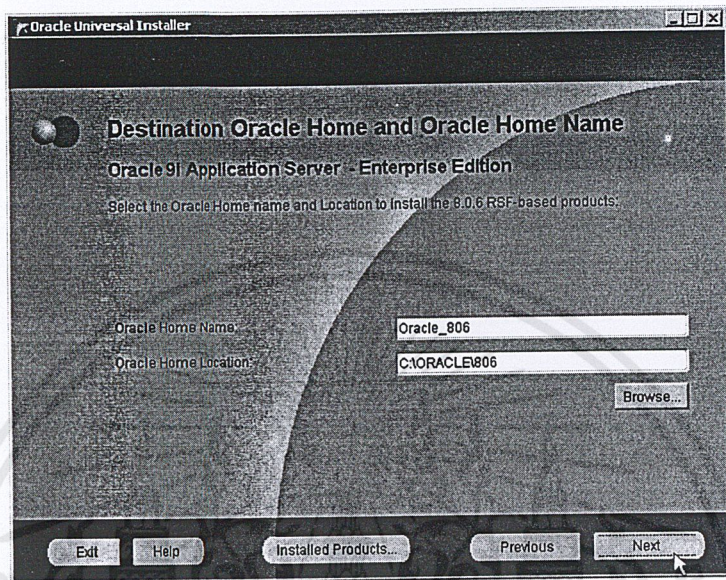 Oracle Universal Installer
Destination Oracle Home and Oracle Home Name
Oracle 9i Application Server - Enterprise Edition
Select the Oracle Home name and Location to install the 8.0.6 RSF-based products:
Oracle Home Name: Oracle_806
Oracle Home Location: C:\ORACLE\806
Browse...
Exit Help Installed Products... Previous Next